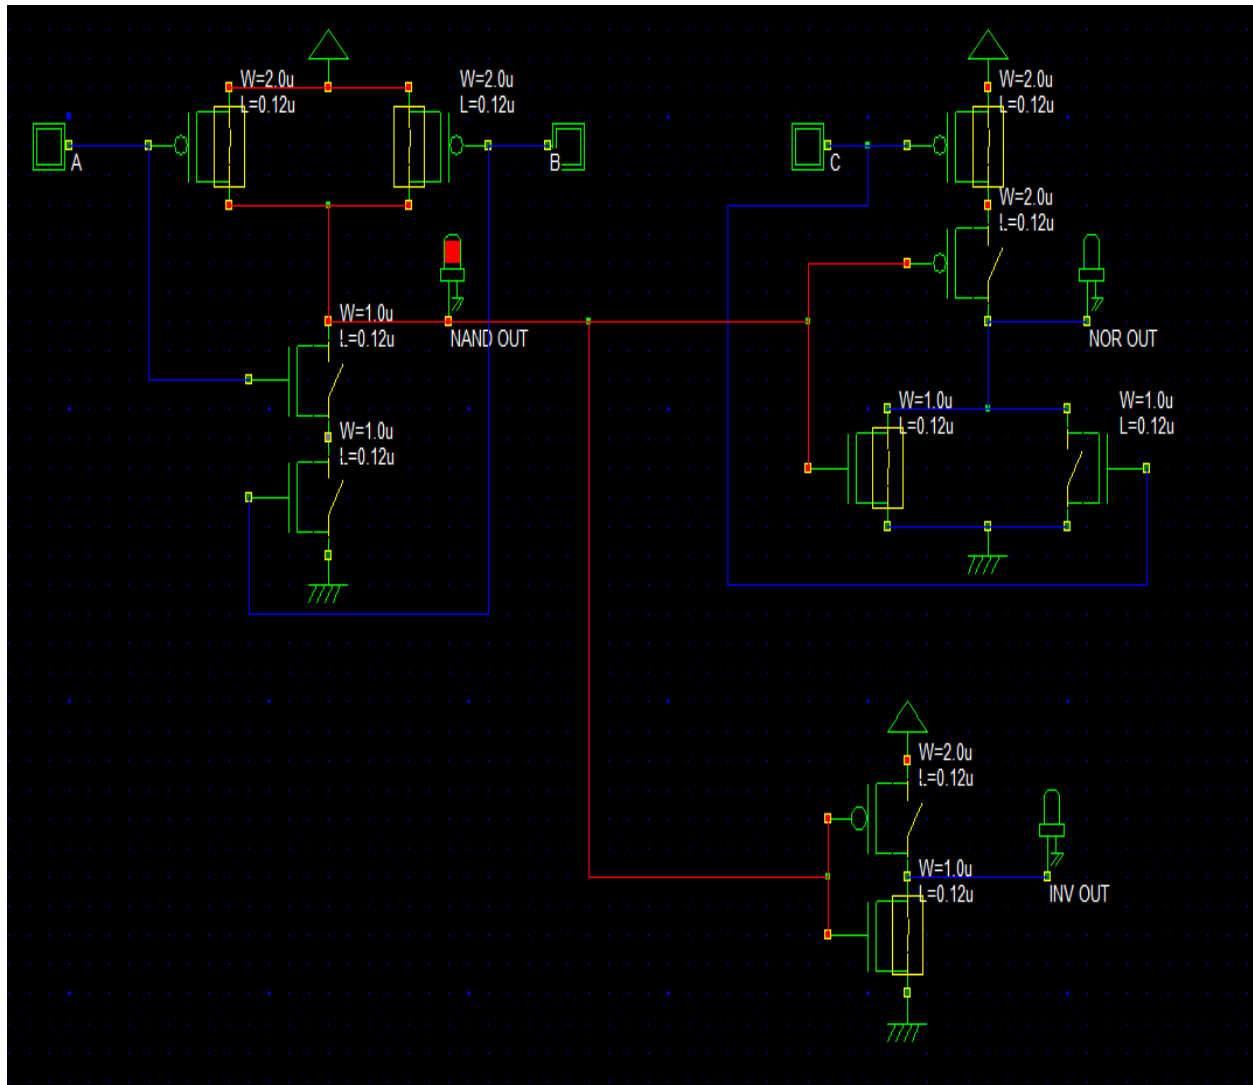 W=2.0u
L=0.12u
W=2.0u
L=0.12u
W=2.0u
L=0.12u
A
B
C
W=2.0u
L=0.12u
W=1.0u
L=0.12u
NAND OUT
NOR OUT
W=1.0u
L=0.12u
W=1.0u
L=0.12u
W=1.0u
L=0.12u
W=2.0u
L=0.12u
W=1.0u
L=0.12u
INV OUT